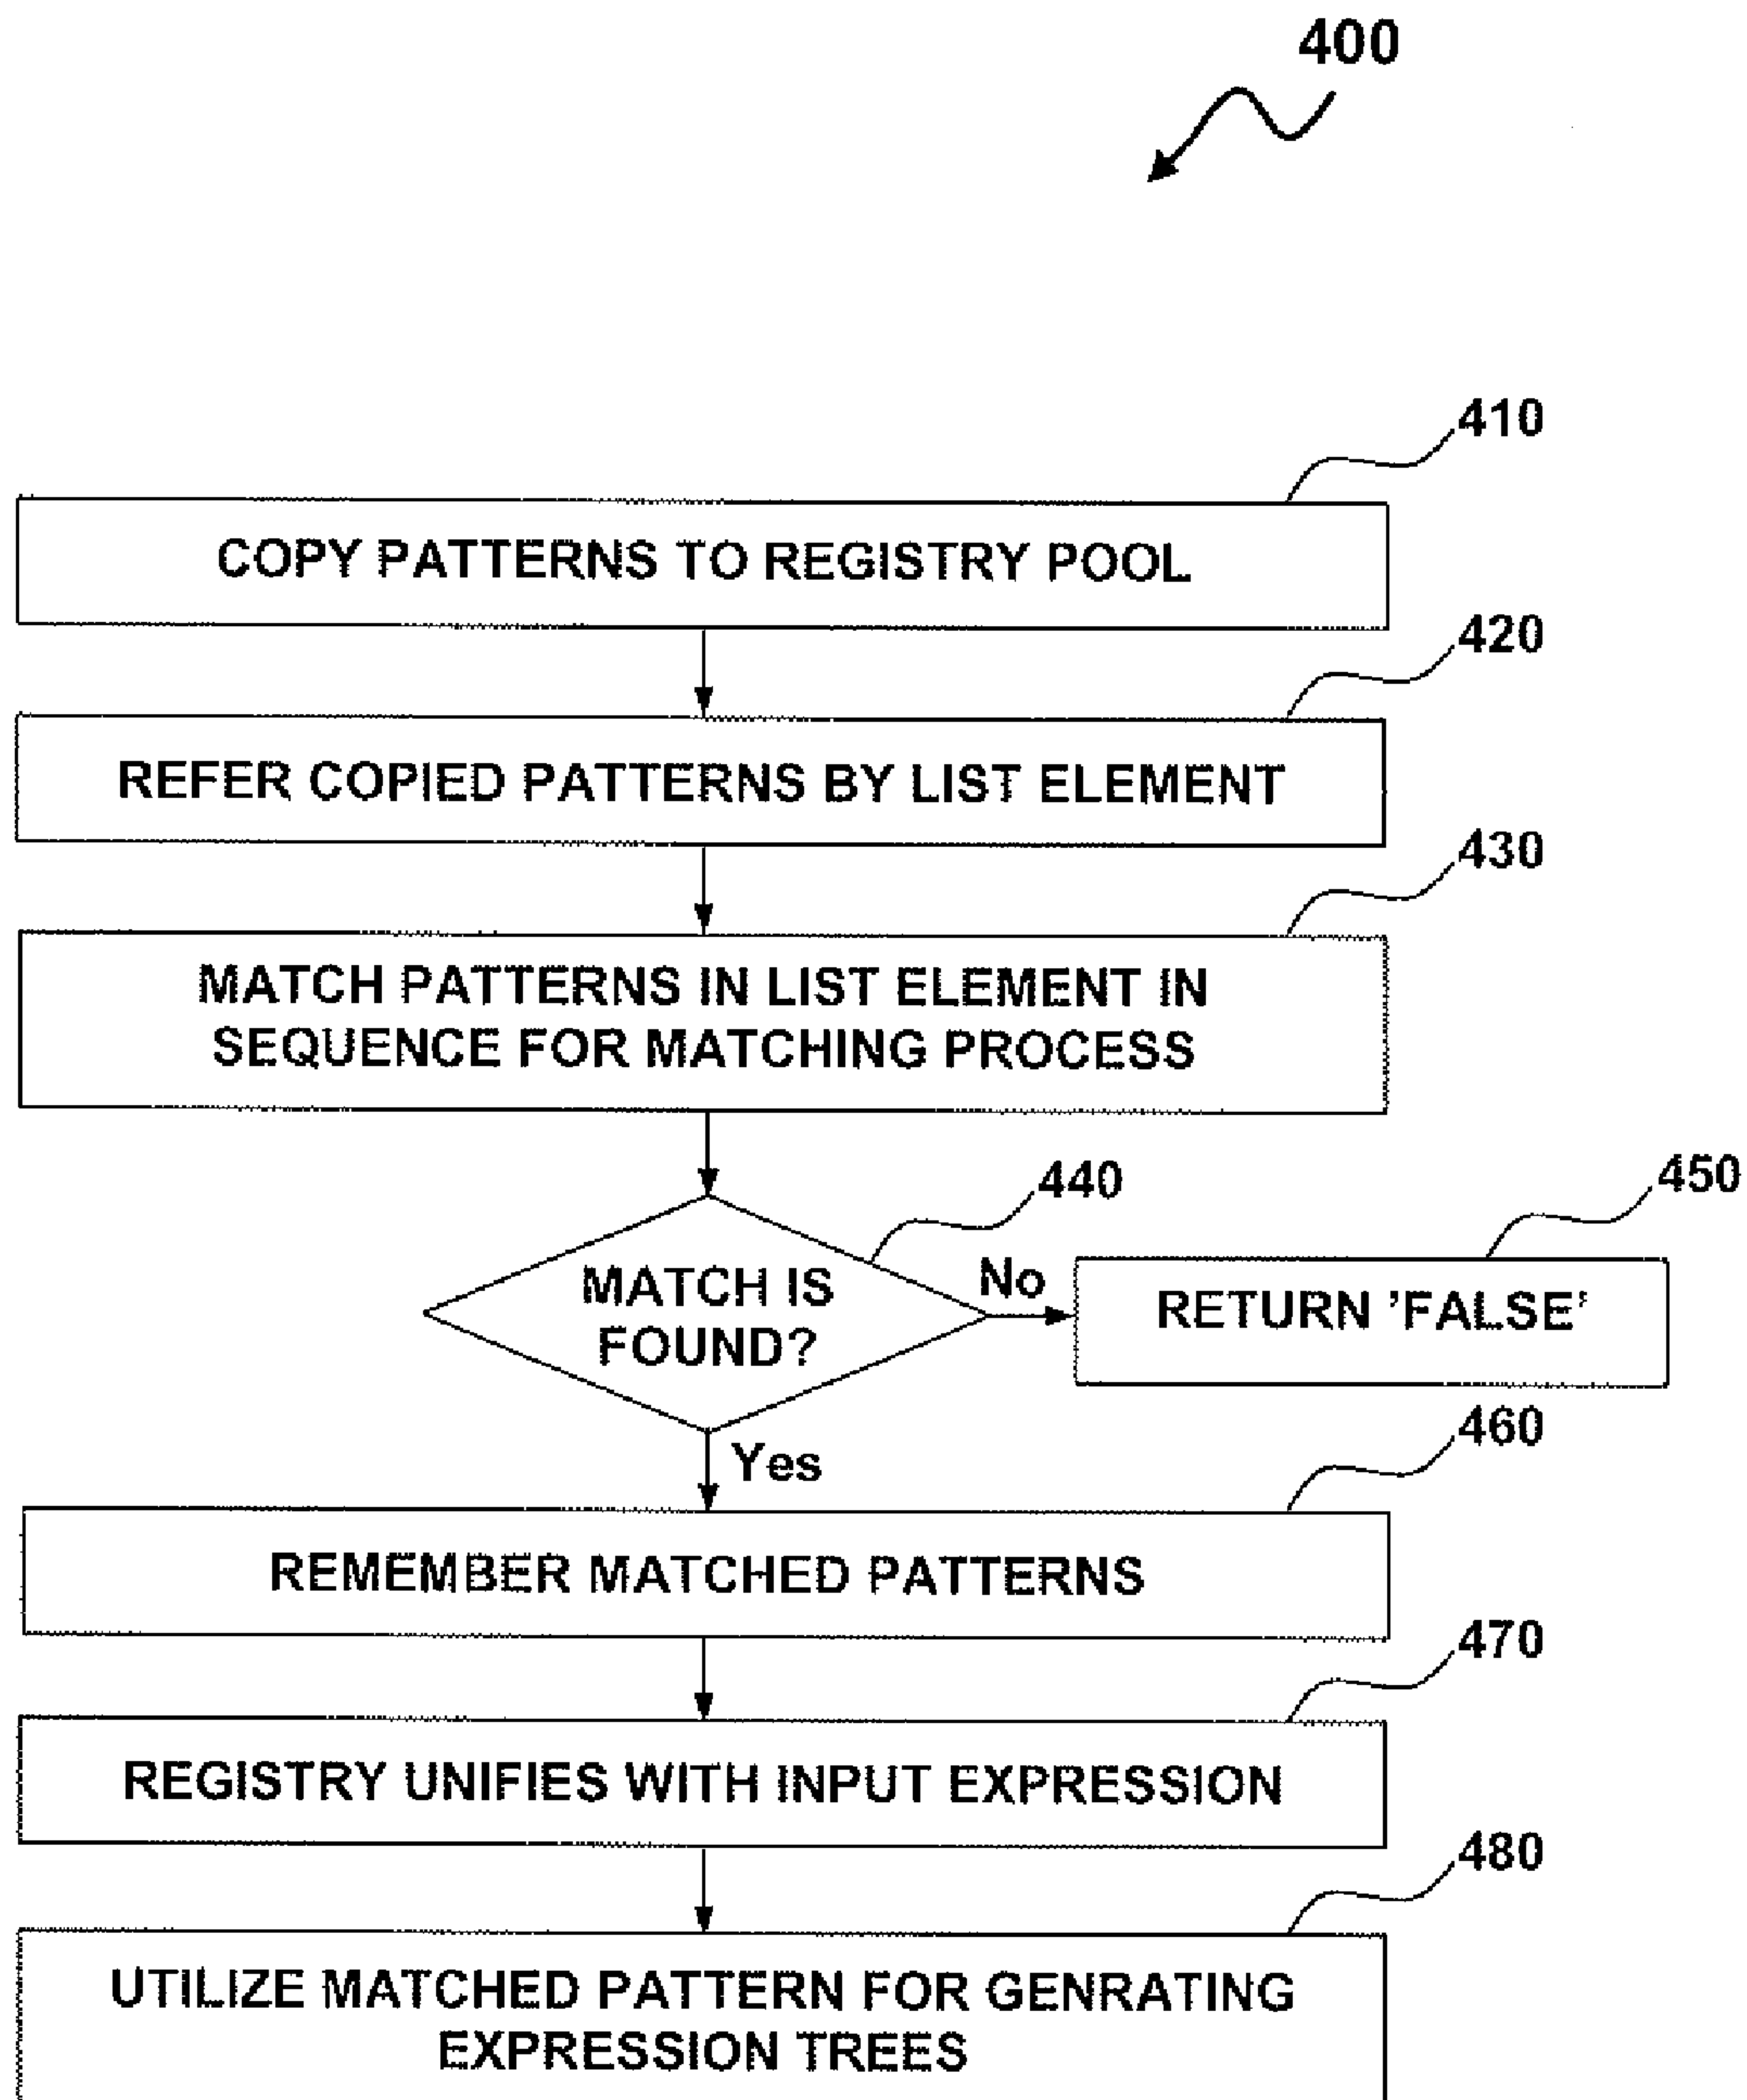 400
410
COPY PATTERNS TO REGISTRY POOL
420
REFER COPIED PATTERNS BY LIST ELEMENT
430
MATCH PATTERNS IN LIST ELEMENT IN
SEQUENCE FOR MATCHING PROCESS
440
450
MATCH IS
FOUND?
No
RETURN 'FALSE'
Yes
460
REMEMBER MATCHED PATTERNS
470
REGISTRY UNIFIES WITH INPUT EXPRESSION
480
UTILIZE MATCHED PATTERN FOR GENRATING
EXPRESSION TREES